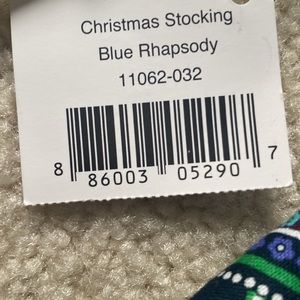 Christmas Stocking
Blue Rhapsody
11062-032
8 86003 05290 7